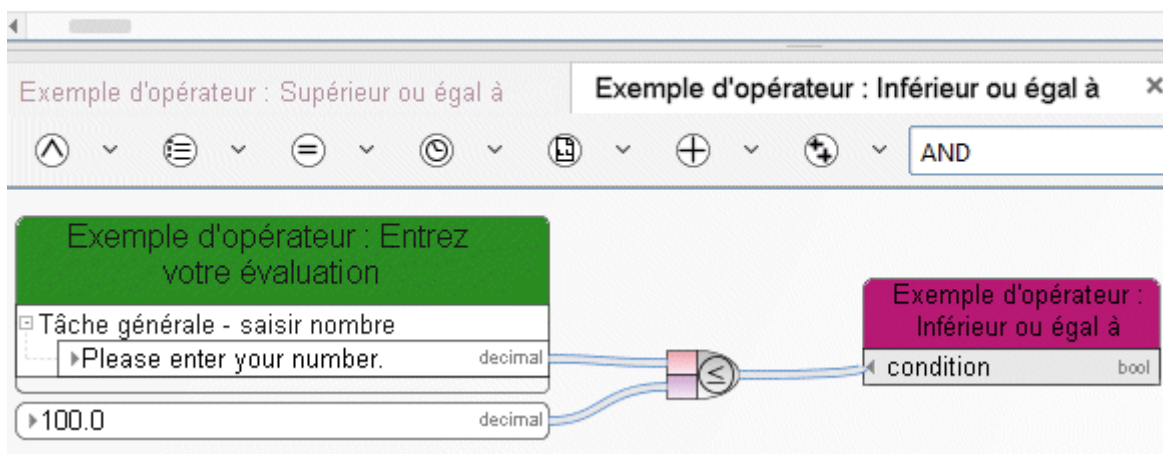 Exemple d'opérateur : Supérieur ou égal à
Exemple d'opérateur : Inférieur ou égal à
AND
Exemple d'opérateur : Entrez
votre évaluation
Tâche générale - saisir nombre
Please enter your number. decimal
100.0 decimal
Exemple d'opérateur :
Inférieur ou égal à
condition bool